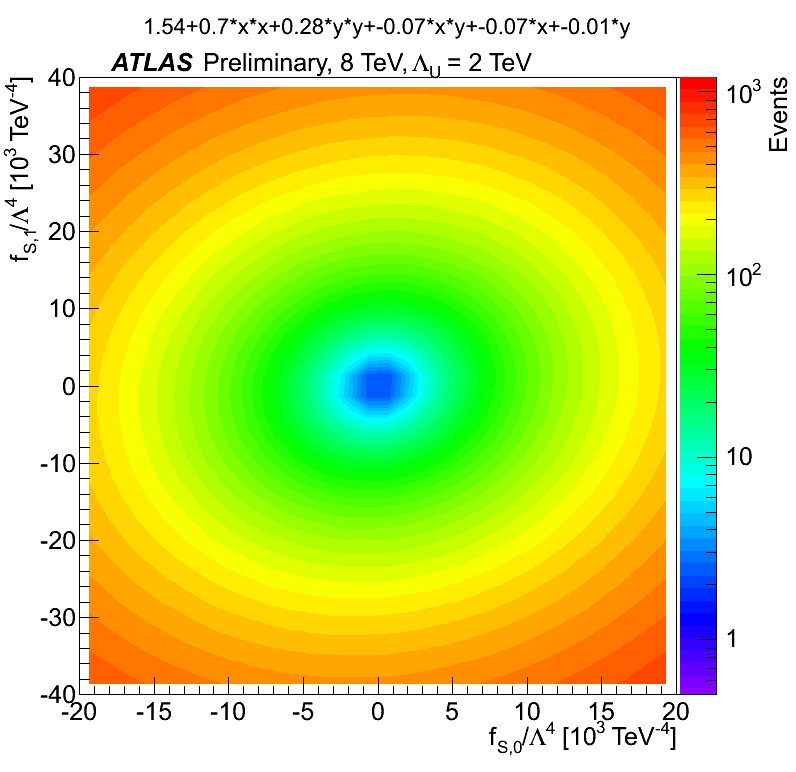 1.54+0.7*x*x+0.28*y*y+-0.07*x*y+-0.07*x+-0.01*y
ATLAS Preliminary, 8 TeV, Λ_U = 2 TeV
f_S,1/Λ^4 [10^3 TeV^-4]
40
30
20
10
0
-10
-20
-30
-40
-20 -15 -10 -5 0 5 10 15 20
f_S,0/Λ^4 [10^3 TeV^-4]
10^3
10^2
10
1
Events